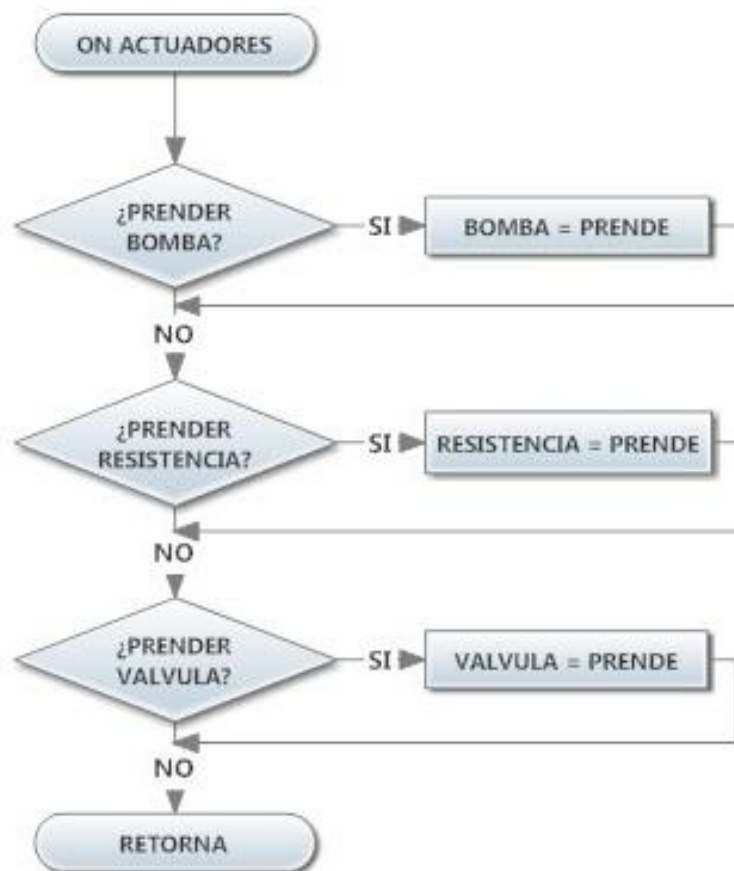 ON ACTUADORES
¿PRENDER
BOMBA?
SI
BOMBA = PRENDE
NO
¿PRENDER
RESISTENCIA?
SI
RESISTENCIA = PRENDE
NO
¿PRENDER
VALVULA?
SI
VALVULA = PRENDE
NO
RETORNA